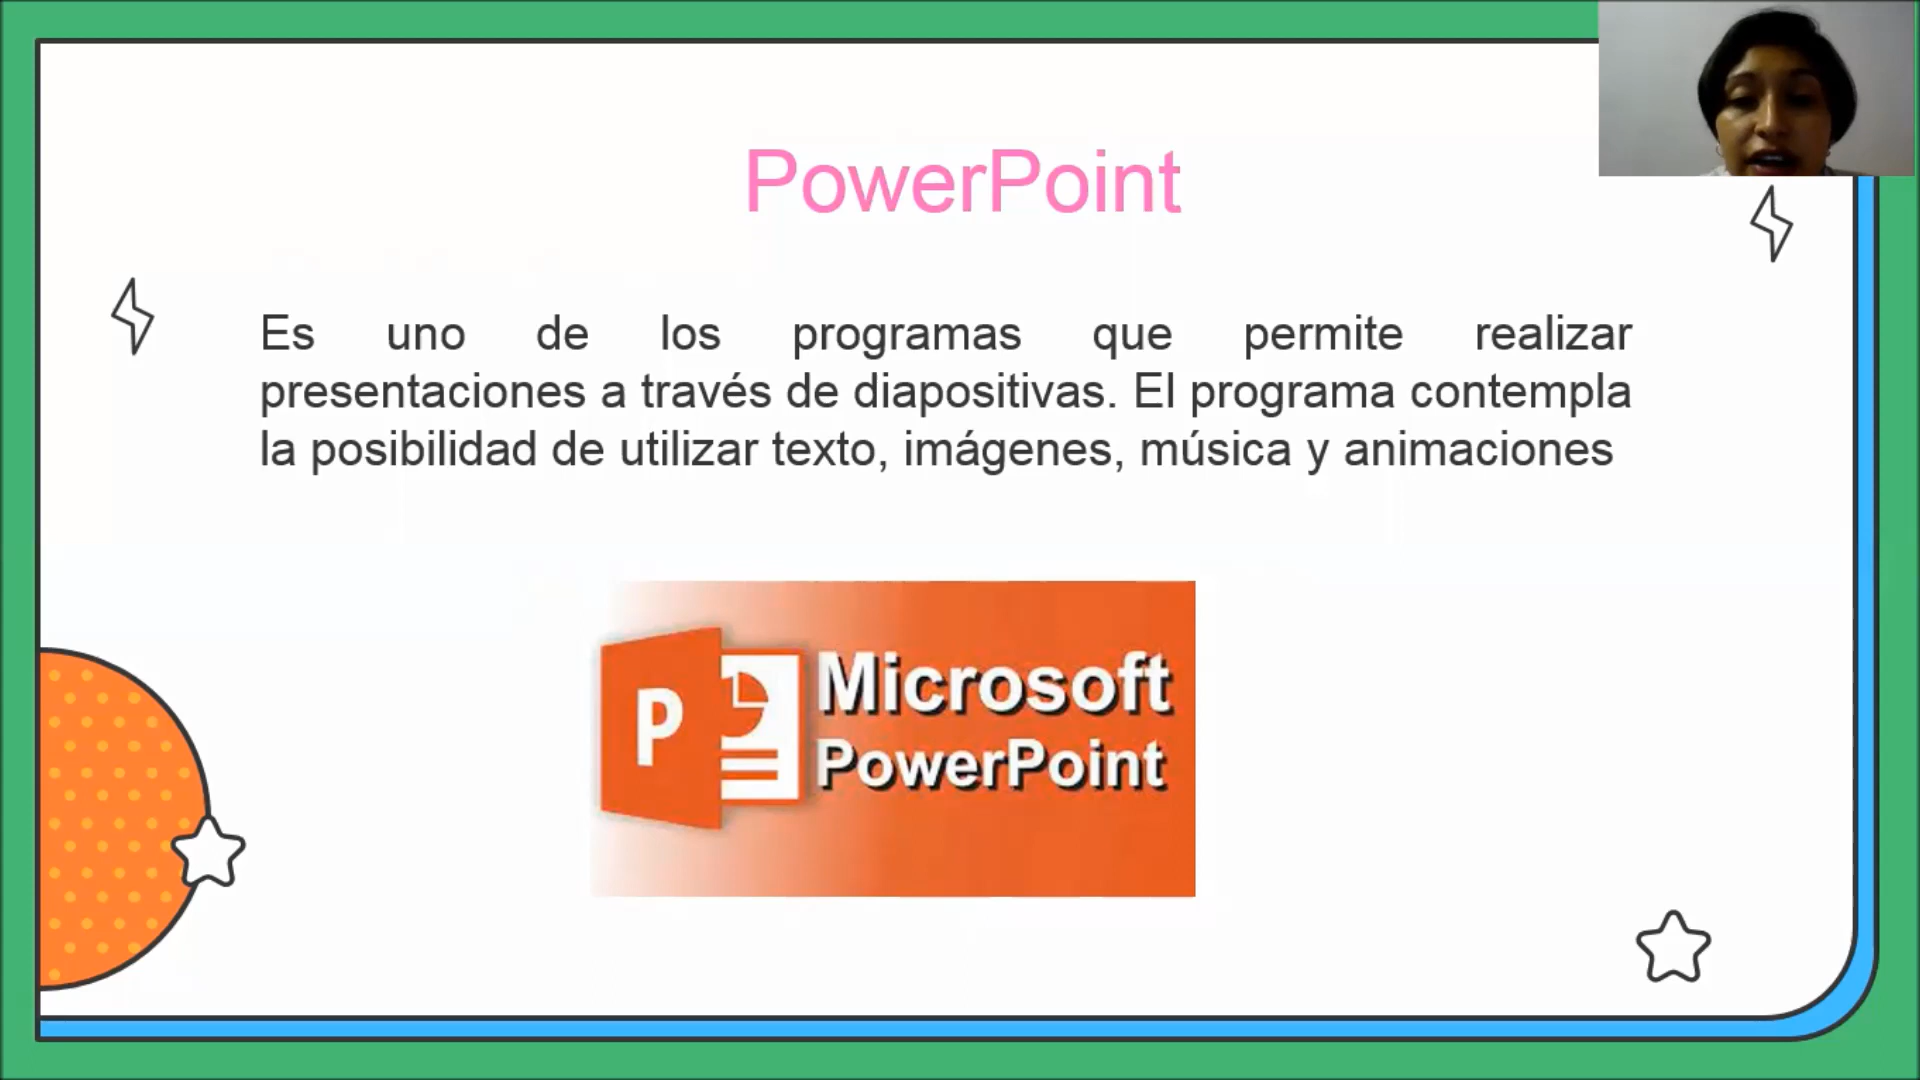 PowerPoint
Es uno de los programas que permite realizar
presentaciones a través de diapositivas. El programa contempla
la posibilidad de utilizar texto, imágenes, música y animaciones
P
Microsoft
PowerPoint